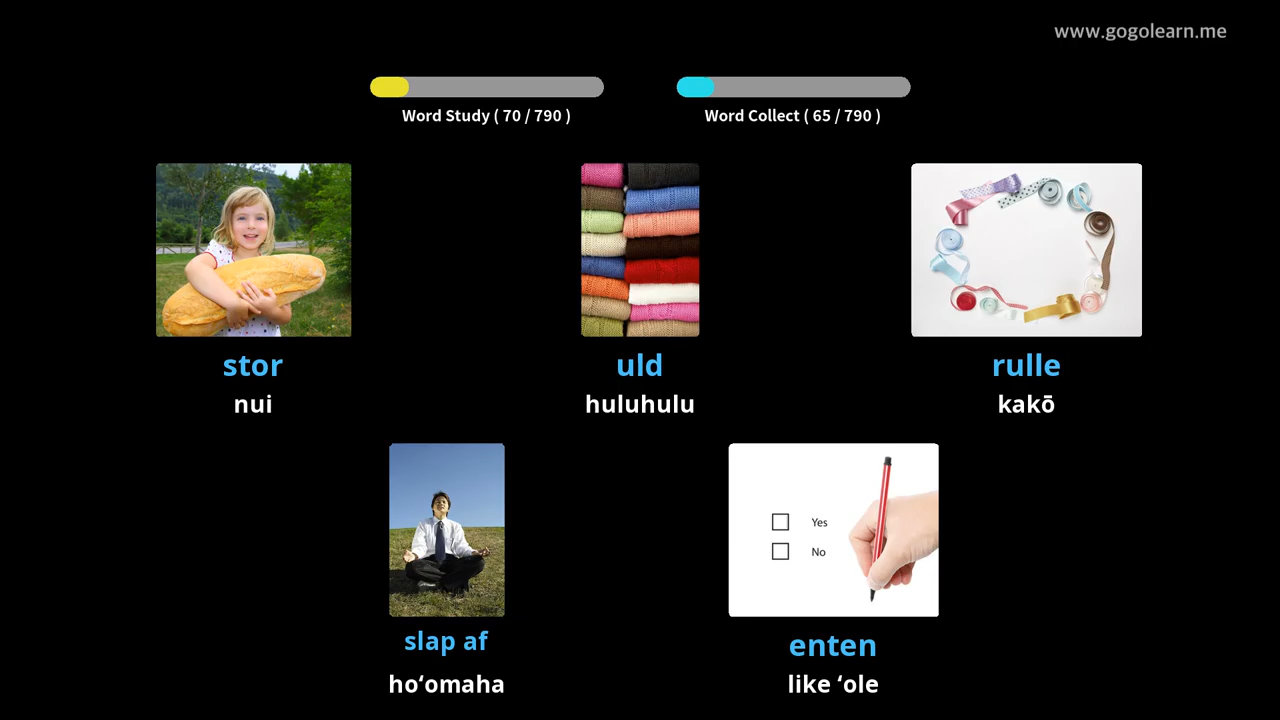 www.gogolearn.me
Word Study ( 70 / 790 )
Word Collect ( 65 / 790 )
stor
nui
uld
huluhulu
rulle
kakō
Yes
No
slap af
hoʻomaha
enten
like ʻole